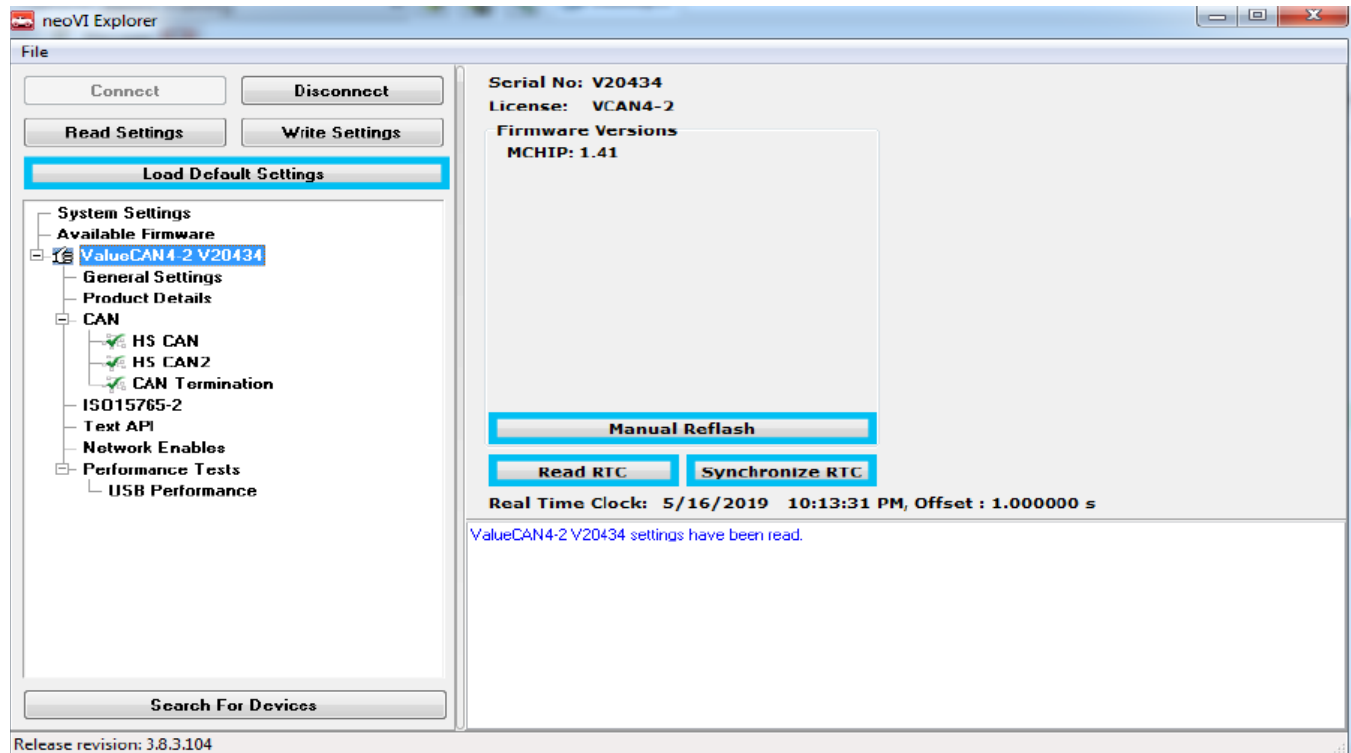 neoVI Explorer
File
Connect
Disconnect
Read Settings
Write Settings
Load Default Settings
System Settings
Available Firmware
ValueCAN4-2 V20434
General Settings
Product Details
CAN
HS CAN
HS CAN2
CAN Termination
ISO15765-2
Text API
Network Enables
Performance Tests
USB Performance
Search For Devices
Serial No: V20434
License: VCAN4-2
Firmware Versions
MCHIP: 1.41
Manual Reflash
Read RTC
Synchronize RTC
Real Time Clock: 5/16/2019 10:13:31 PM, Offset : 1.000000 s
ValueCAN4-2 V20434 settings have been read.
Release revision: 3.8.3.104